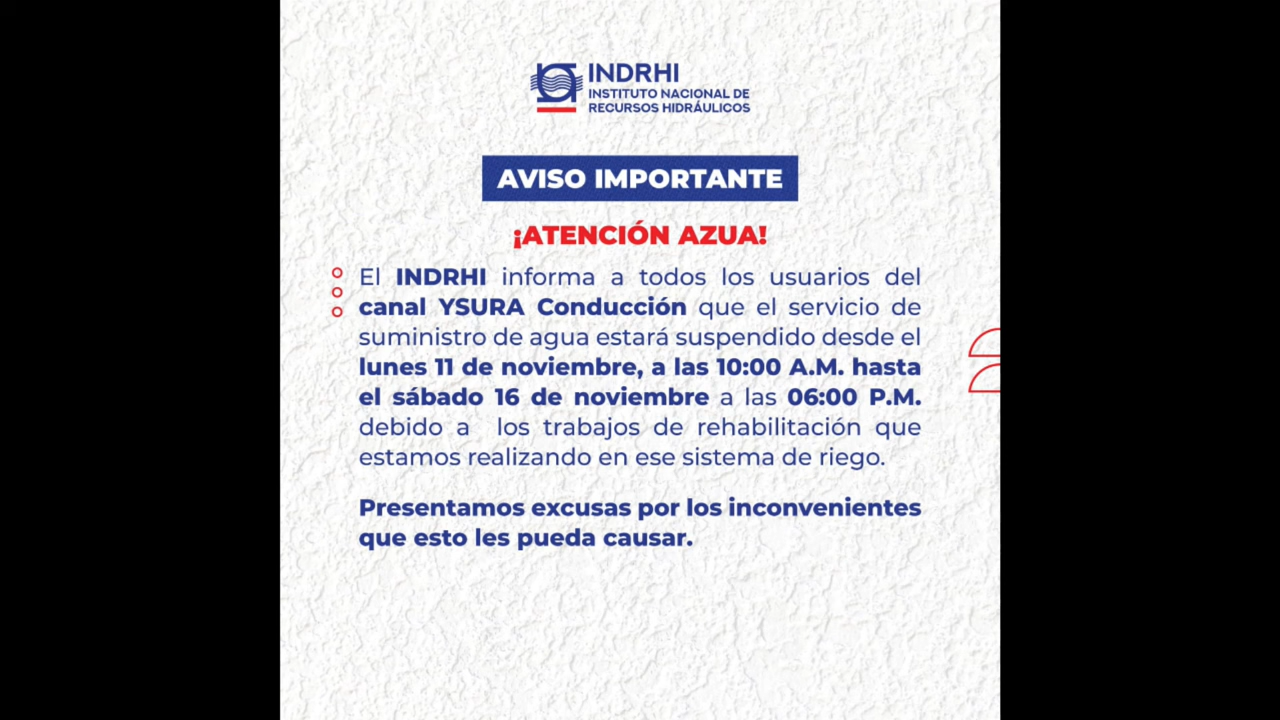 INDRHI
INSTITUTO NACIONAL DE
RECURSOS HIDRÁULICOS
AVISO IMPORTANTE
¡ATENCIÓN AZUA!
El INDRHI informa a todos los usuarios del
canal YSURA Conducción que el servicio de
suministro de agua estará suspendido desde el
lunes 11 de noviembre, a las 10:00 A.M. hasta
el sábado 16 de noviembre a las 06:00 P.M.
debido a los trabajos de rehabilitación que
estamos realizando en ese sistema de riego.
Presentamos excusas por los inconvenientes
que esto les pueda causar.